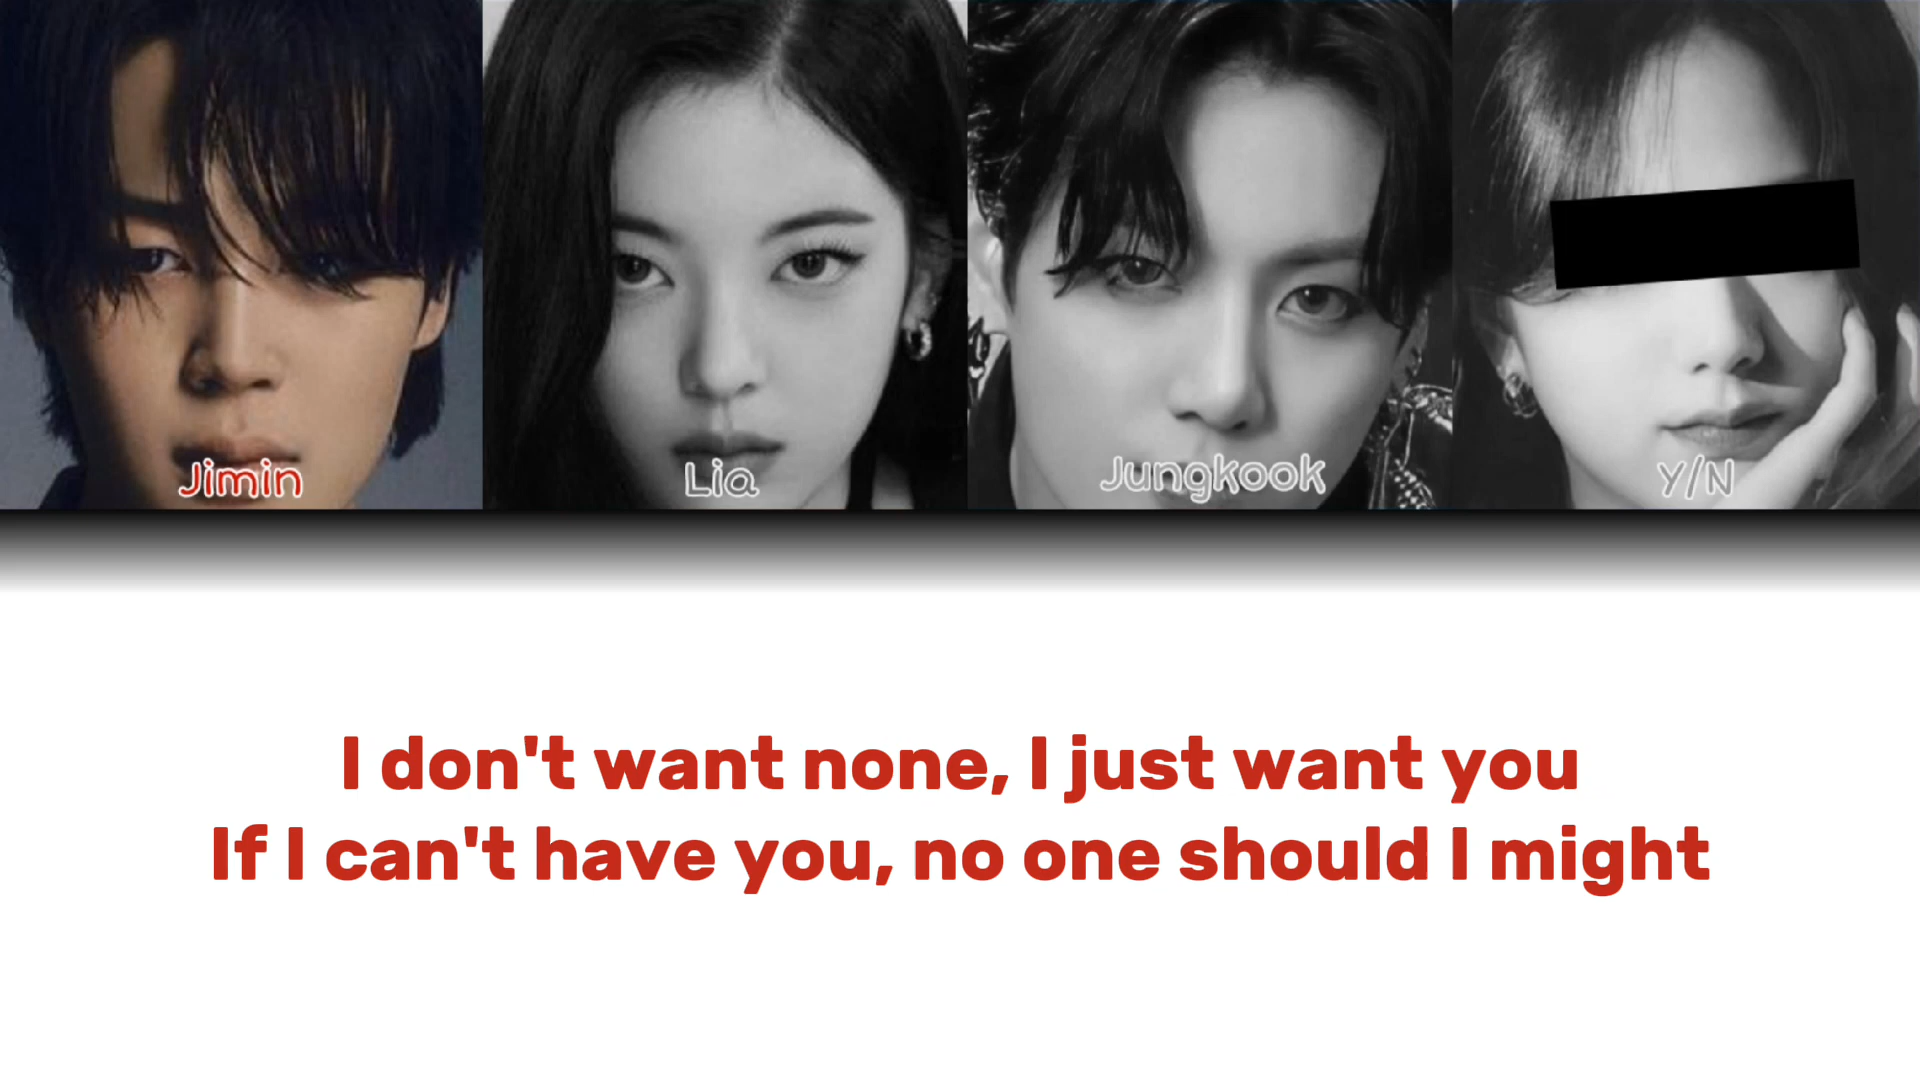 Jimin Lia Jungkook Y/N
I don't want none, I just want you
If I can't have you, no one should I might